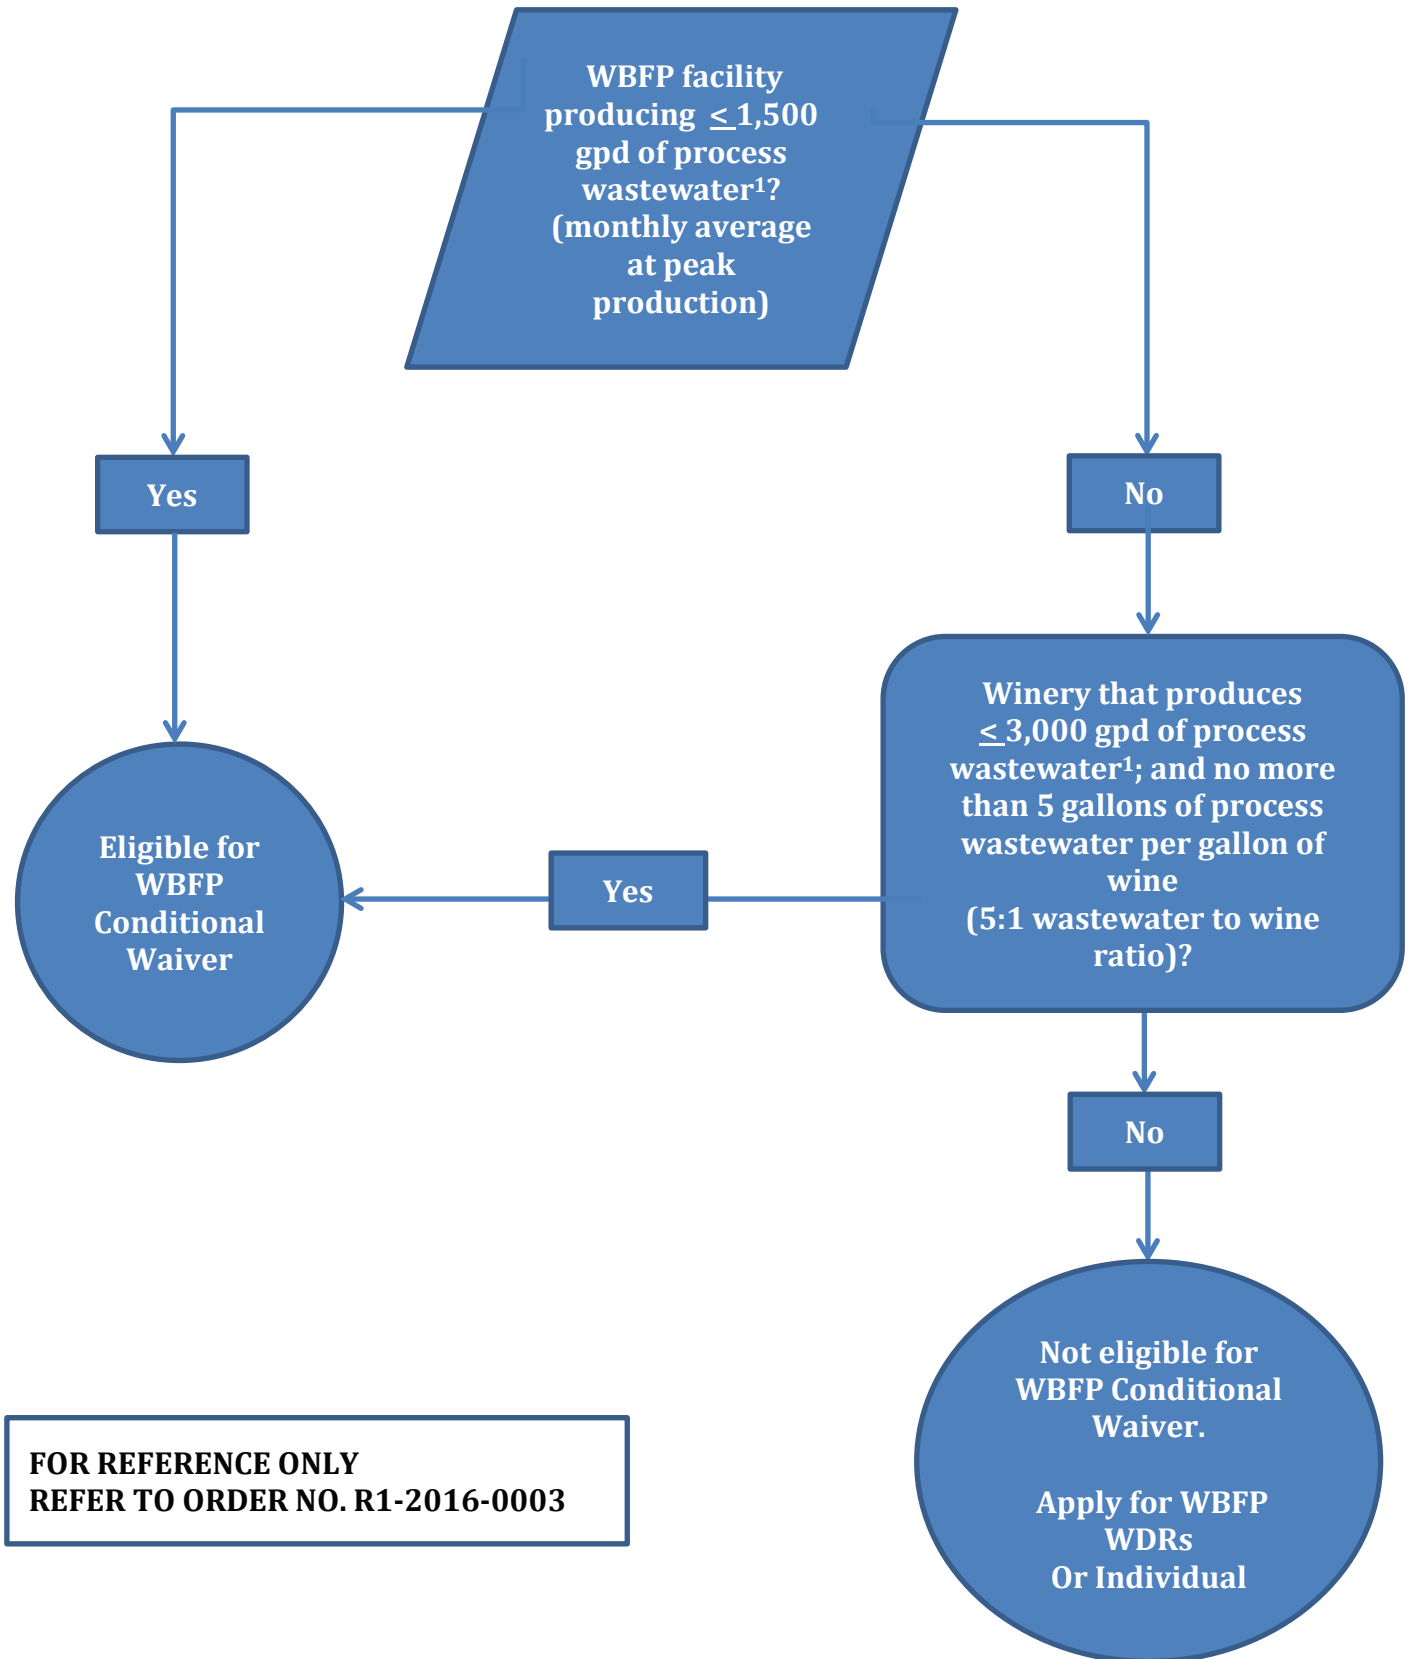 WBFP facility
producing < 1,500
gpd of process
wastewater¹?
(monthly average
at peak
production)
Yes
No
Winery that produces
< 3,000 gpd of process
wastewater¹; and no more
than 5 gallons of process
wastewater per gallon of
wine
(5:1 wastewater to wine
ratio)?
Eligible for
WBFP
Conditional
Waiver
Yes
No
Not eligible for
WBFP Conditional
Waiver.
Apply for WBFP
WDRs
Or Individual
FOR REFERENCE ONLY
REFER TO ORDER NO. R1-2016-0003